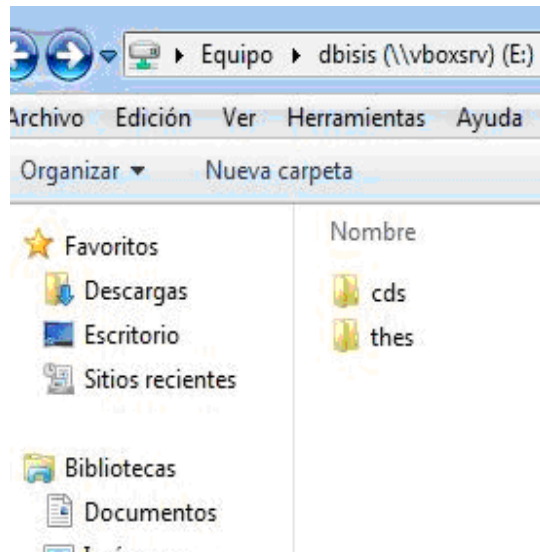 Equipo dbisis (\\vboxsrv) (E:)
Archivo Edición Ver Herramientas Ayuda
Organizar Nueva carpeta
Favoritos
Descargas
Escritorio
Sitios recientes
Bibliotecas
Documentos
Nombre
cds
thes